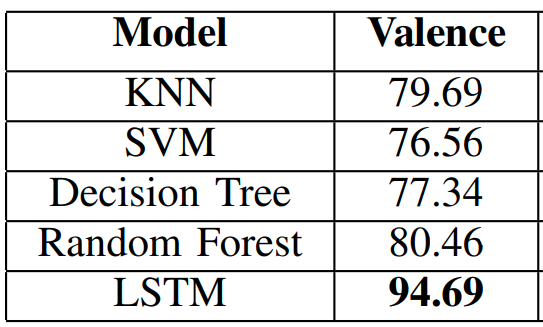 Model Valence
KNN 79.69
SVM 76.56
Decision Tree 77.34
Random Forest 80.46
LSTM 94.69